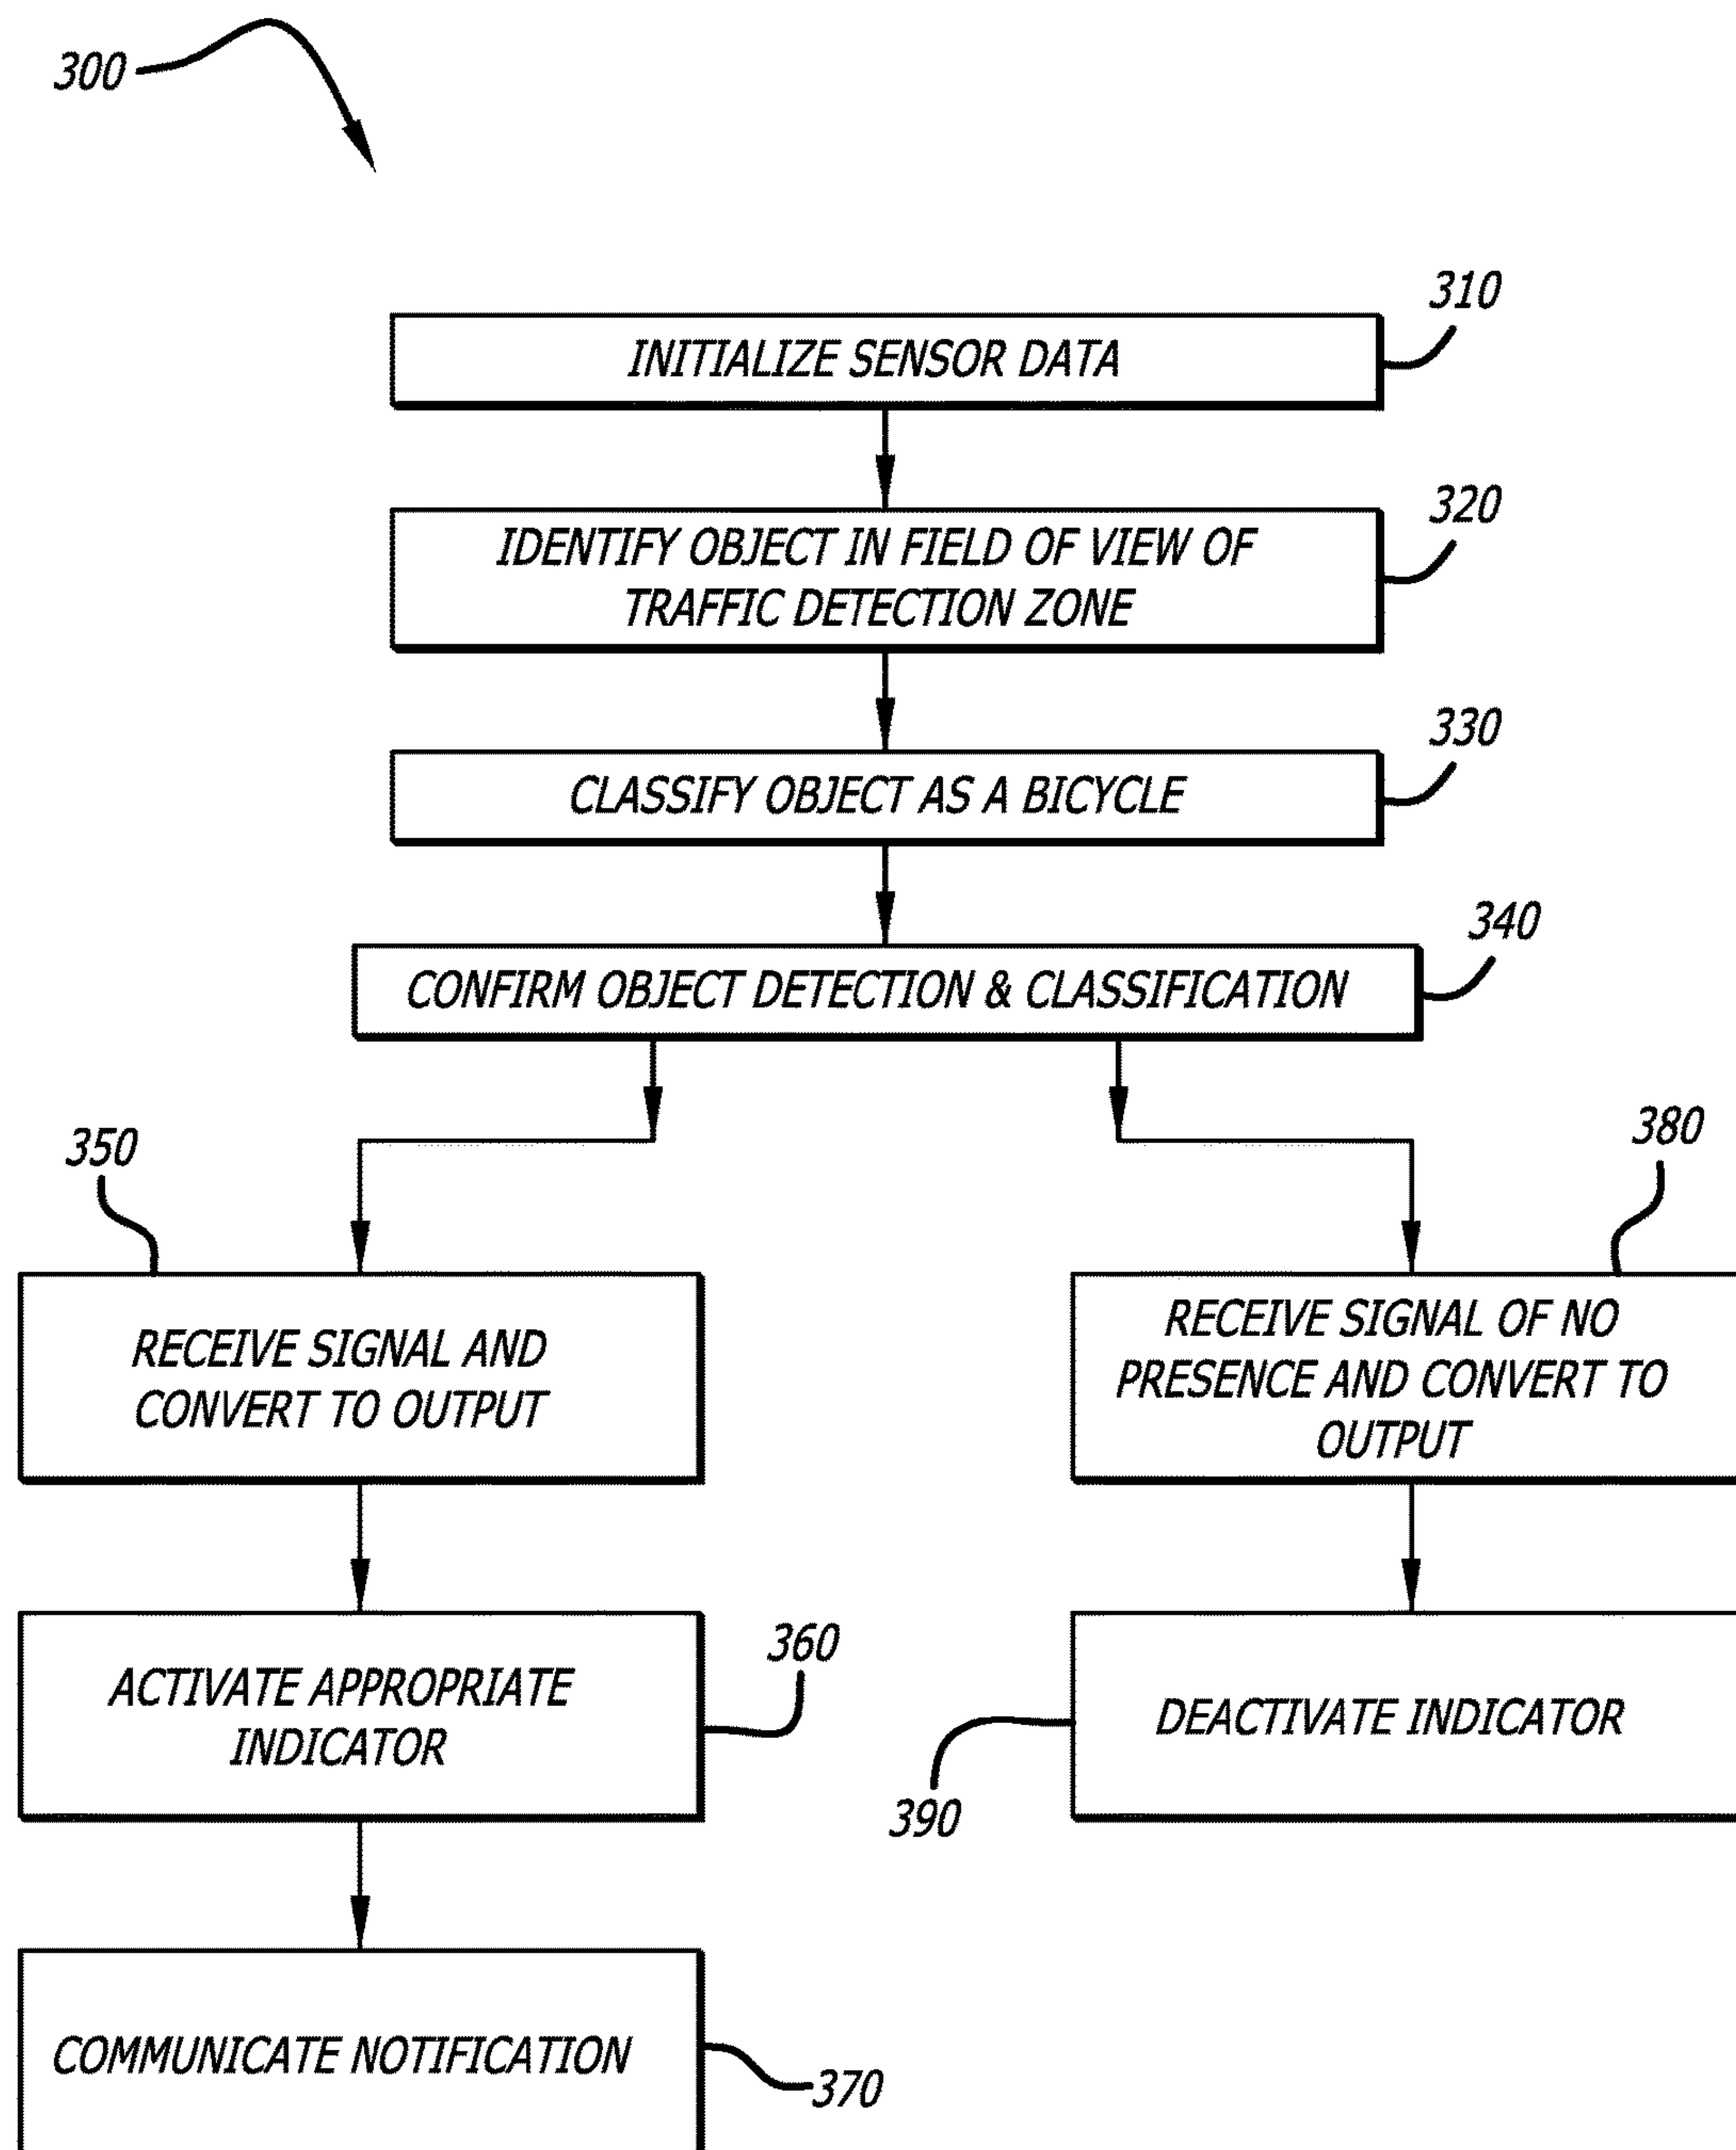 300
310
INITIALIZE SENSOR DATA
320
IDENTIFY OBJECT IN FIELD OF VIEW OF
TRAFFIC DETECTION ZONE
330
CLASSIFY OBJECT AS A BICYCLE
340
CONFIRM OBJECT DETECTION & CLASSIFICATION
350
RECEIVE SIGNAL AND
CONVERT TO OUTPUT
360
ACTIVATE APPROPRIATE
INDICATOR
COMMUNICATE NOTIFICATION
370
380
RECEIVE SIGNAL OF NO
PRESENCE AND CONVERT TO
OUTPUT
DEACTIVATE INDICATOR
390